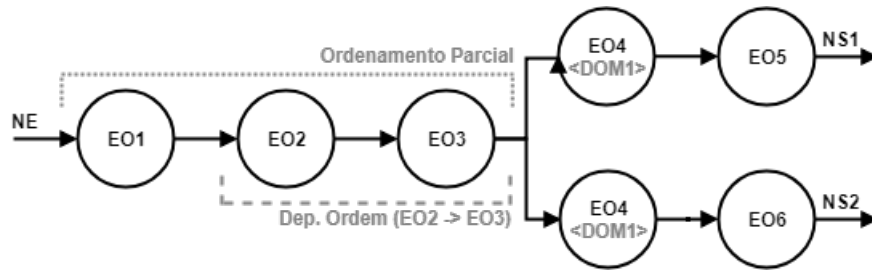 Ordenamento Parcial
NE
EO1
EO2
EO3
Dep. Ordem (EO2 -> EO3)
EO4
<DOM1>
EO5
NS1
EO4
<DOM1>
EO6
NS2